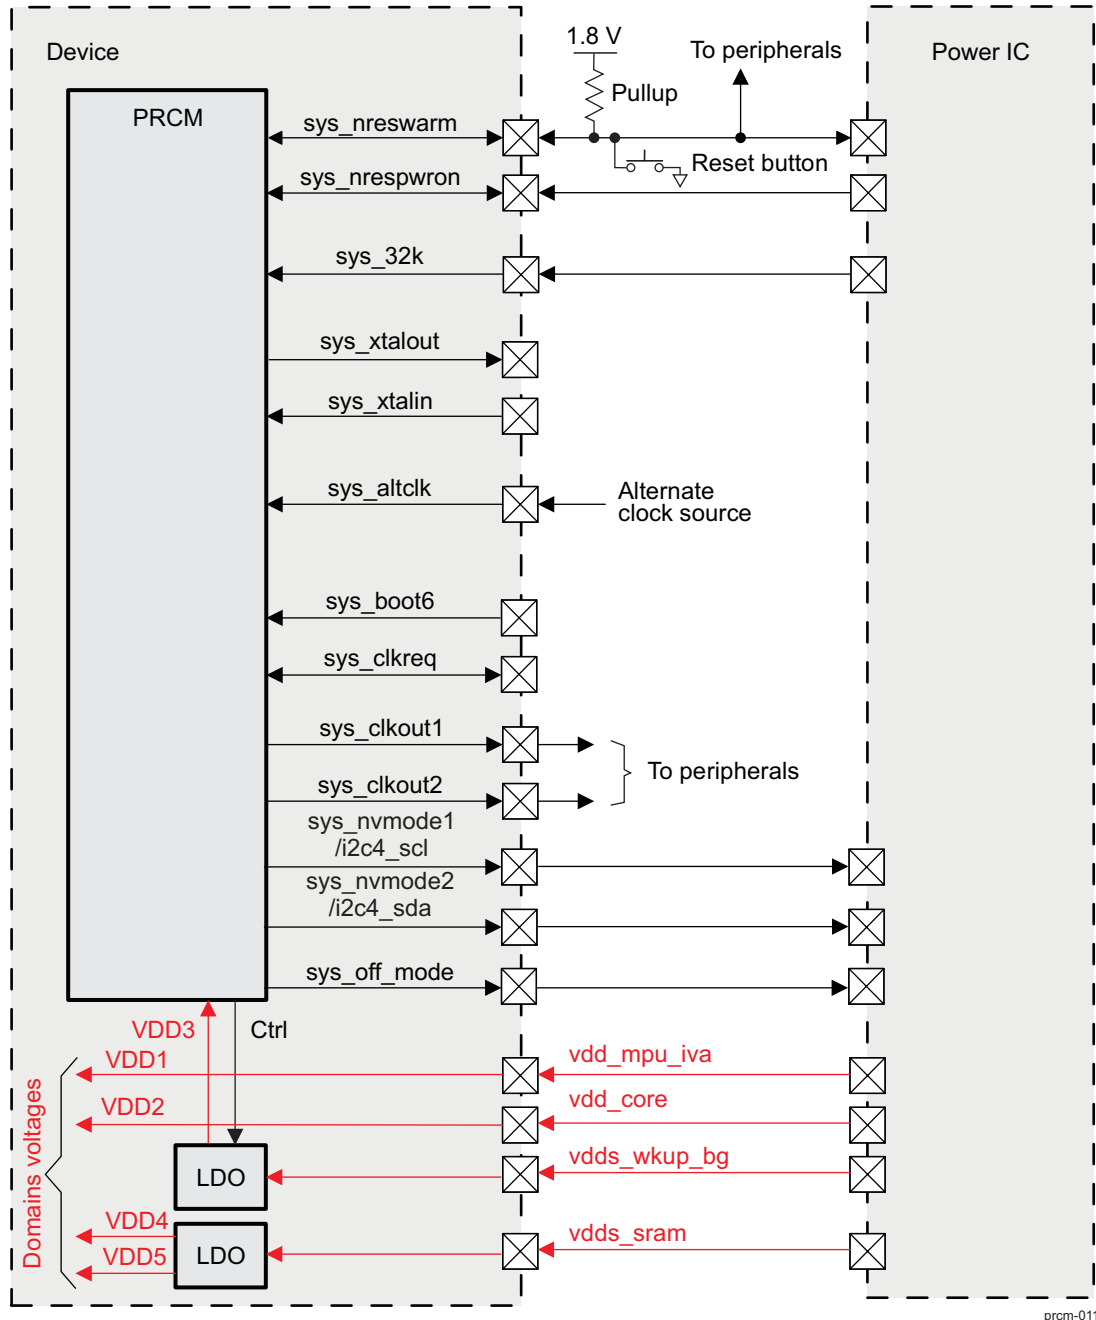 Device
1.8 V
To peripherals
Power IC
Pullup
PRCM
sys_nreswarm
Reset button
sys_nrespwron
sys_32k
sys_xtalout
sys_xtalin
sys_altclk
Alternate
clock source
sys_boot6
sys_clkreq
sys_clkout1
To peripherals
sys_clkout2
sys_nvmode1
/i2c4_scl
sys_nvmode2
/i2c4_sda
sys_off_mode
VDD3
Ctrl
VDD1
vdd_mpu_iva
VDD2
vdd_core
Domains voltages
LDO
vdds_wkup_bg
VDD4
VDD5
LDO
vdds_sram
prcm-011